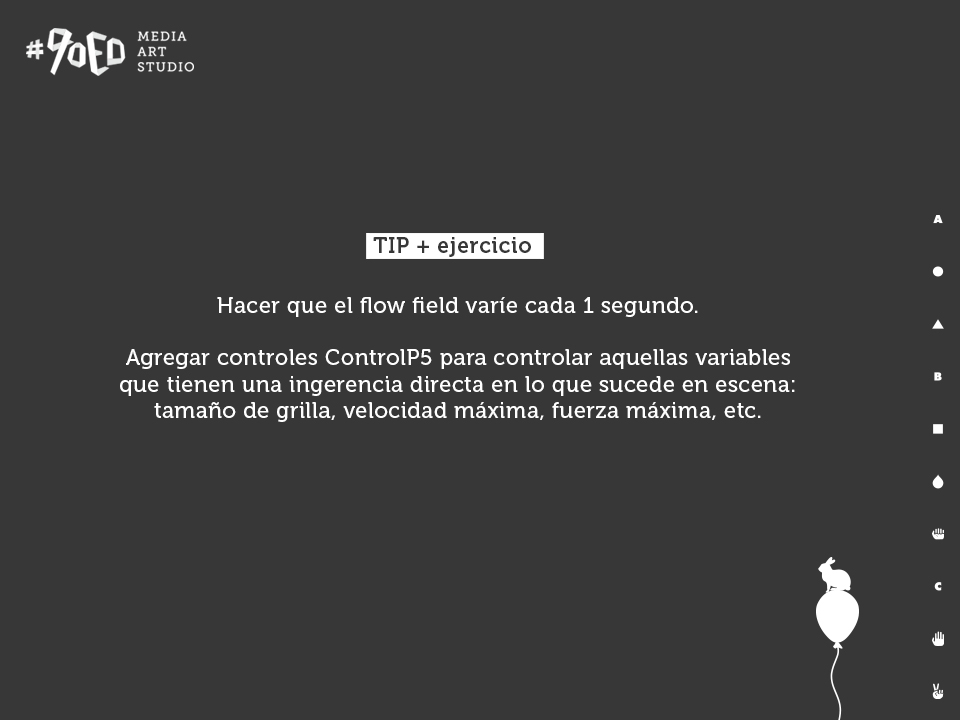 #90ED
MEDIA
ART
STUDIO
TIP + ejercicio
Hacer que el flow field varíe cada 1 segundo.
Agregar controles ControlP5 para controlar aquellas variables
que tienen una ingerencia directa en lo que sucede en escena:
tamaño de grilla, velocidad máxima, fuerza máxima, etc.
A
B
C